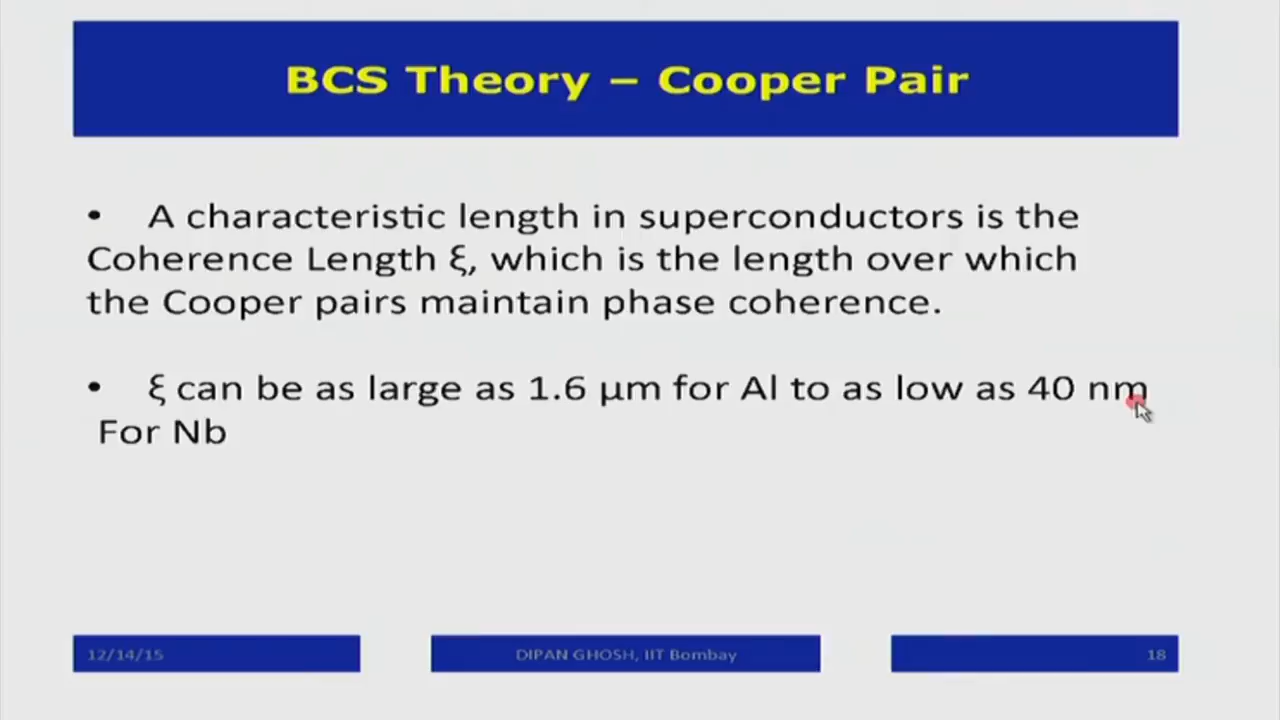 BCS Theory – Cooper Pair
• A characteristic length in superconductors is the
Coherence Length ξ, which is the length over which
the Cooper pairs maintain phase coherence.
• ξ can be as large as 1.6 μm for Al to as low as 40 nm
For Nb
12/14/15
DIPAN GHOSH, IIT Bombay
18